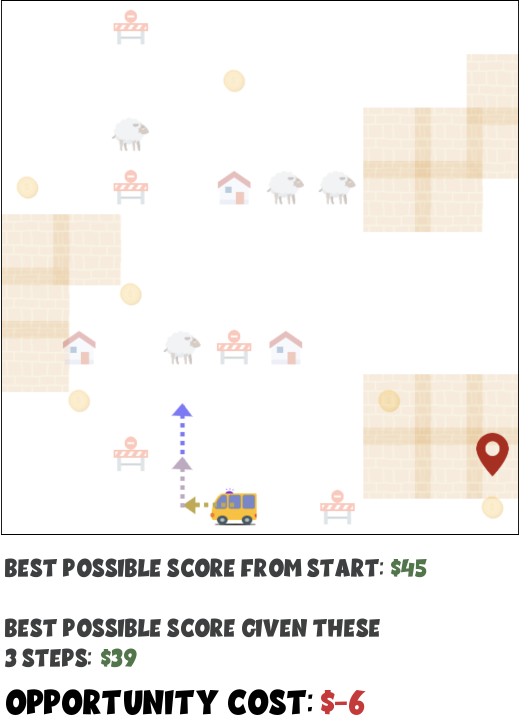 BEST POSSIBLE SCORE FROM START: $45
BEST POSSIBLE SCORE GIVEN THESE
3 STEPS: $39
OPPORTUNITY COST: $-6